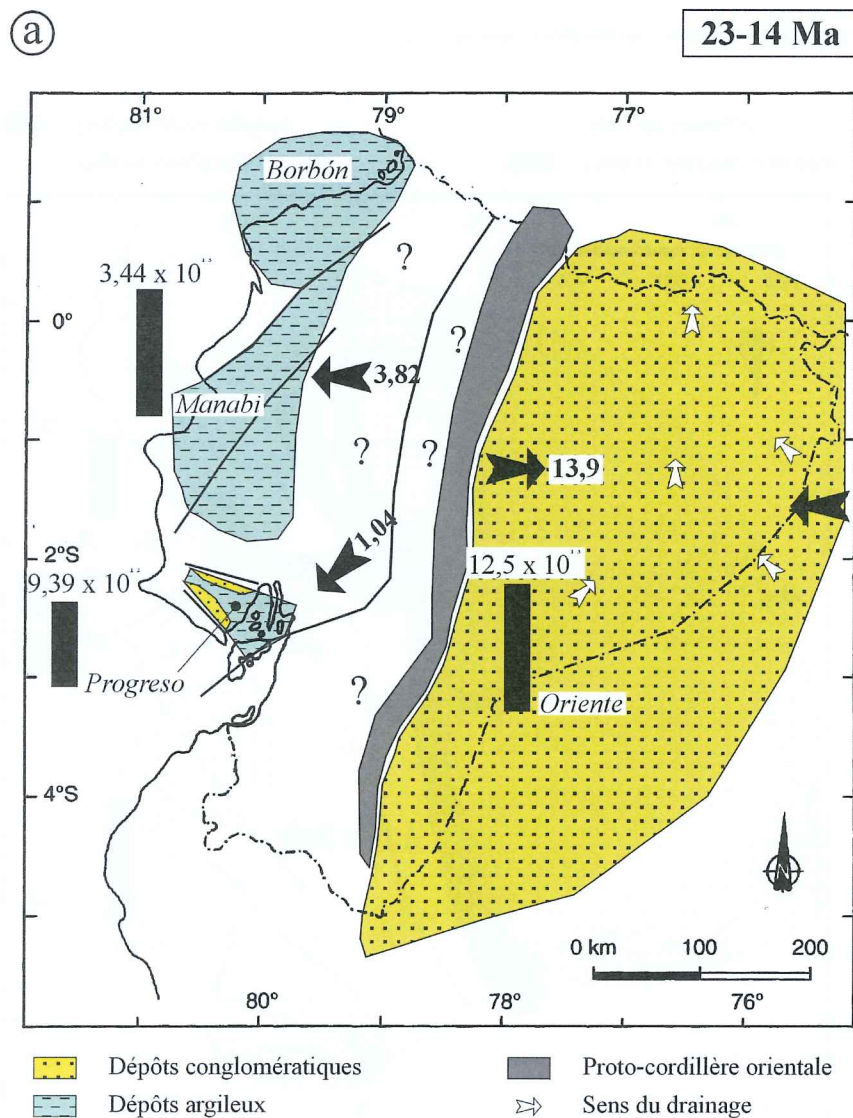 a
23-14 Ma
81°
79°
77°
Borbón
?
3,44 x 10
0°
?
3,82
Manabi
?
?
13,9
1,04
2°S
12,5 x 10
9,39 x 10
Progreso
?
Oriente
4°S
N
0 km 100 200
80°
78°
76°
Dépôts conglomératiques
Proto-cordillère orientale
Dépôts argileux
Sens du drainage